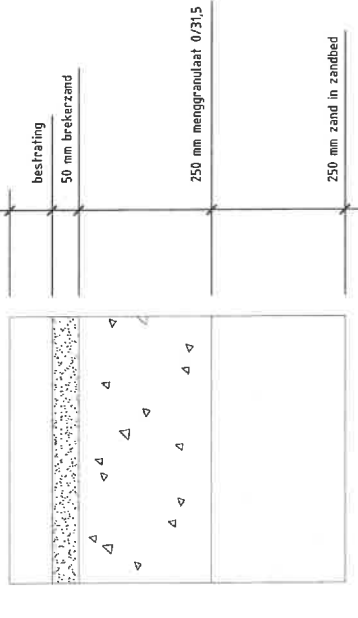 bestrating
50 mm brekerzand
250 mm menggranulaat 0/31,5
250 mm zand in zandbed